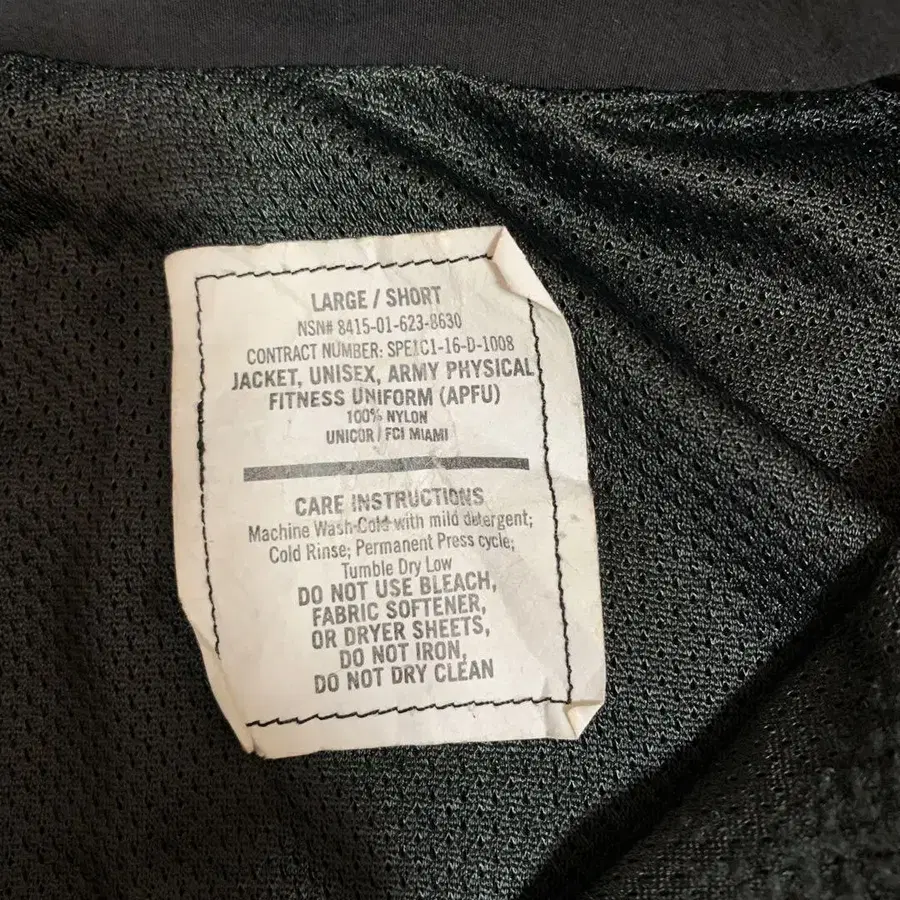 LARGE / SHORT
NSN# 8415-01-623-8630
CONTRACT NUMBER: SPE1C1-16-D-1008
JACKET, UNISEX, ARMY PHYSICAL
FITNESS UNIFORM (APFU)
100% NYLON
UNICOR / FCI MIAMI
CARE INSTRUCTIONS
Machine Wash-Cold with mild detergent;
Cold Rinse; Permanent Press cycle;
Tumble Dry Low
DO NOT USE BLEACH,
FABRIC SOFTENER,
OR DRYER SHEETS,
DO NOT IRON,
DO NOT DRY CLEAN